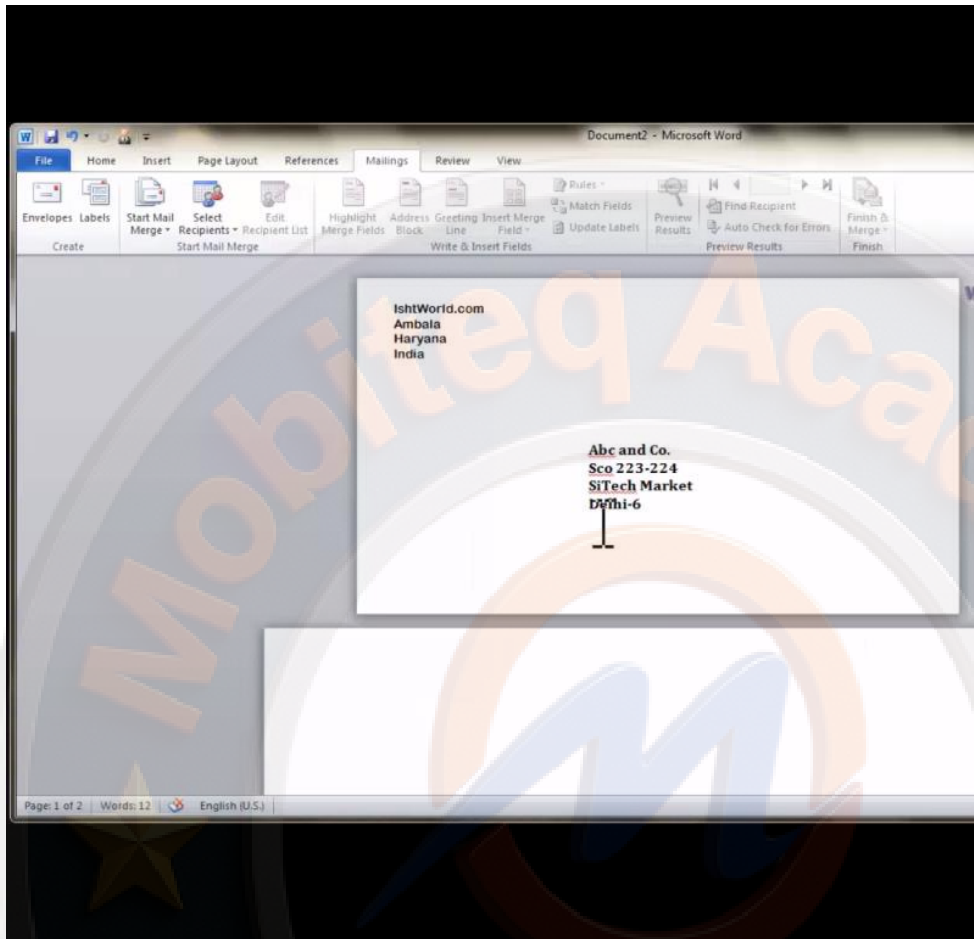 Document2 - Microsoft Word
File Home Insert Page Layout References Mailings Review View
Envelopes Labels Start Mail Merge Select Recipients Edit Recipient List Highlight Merge Fields Address Block Greeting Line Insert Merge Field Rules Match Fields Update Labels Preview Results Find Recipient Auto Check for Errors Finish & Merge
Create Start Mail Merge Write & Insert Fields Preview Results Finish
IshtWorld.com
Ambala
Haryana
India
Abc and Co.
Sco 223-224
SiTech Market
Delhi-6
Page: 1 of 2 Words: 12 English (U.S.)
Mobiteq Aca